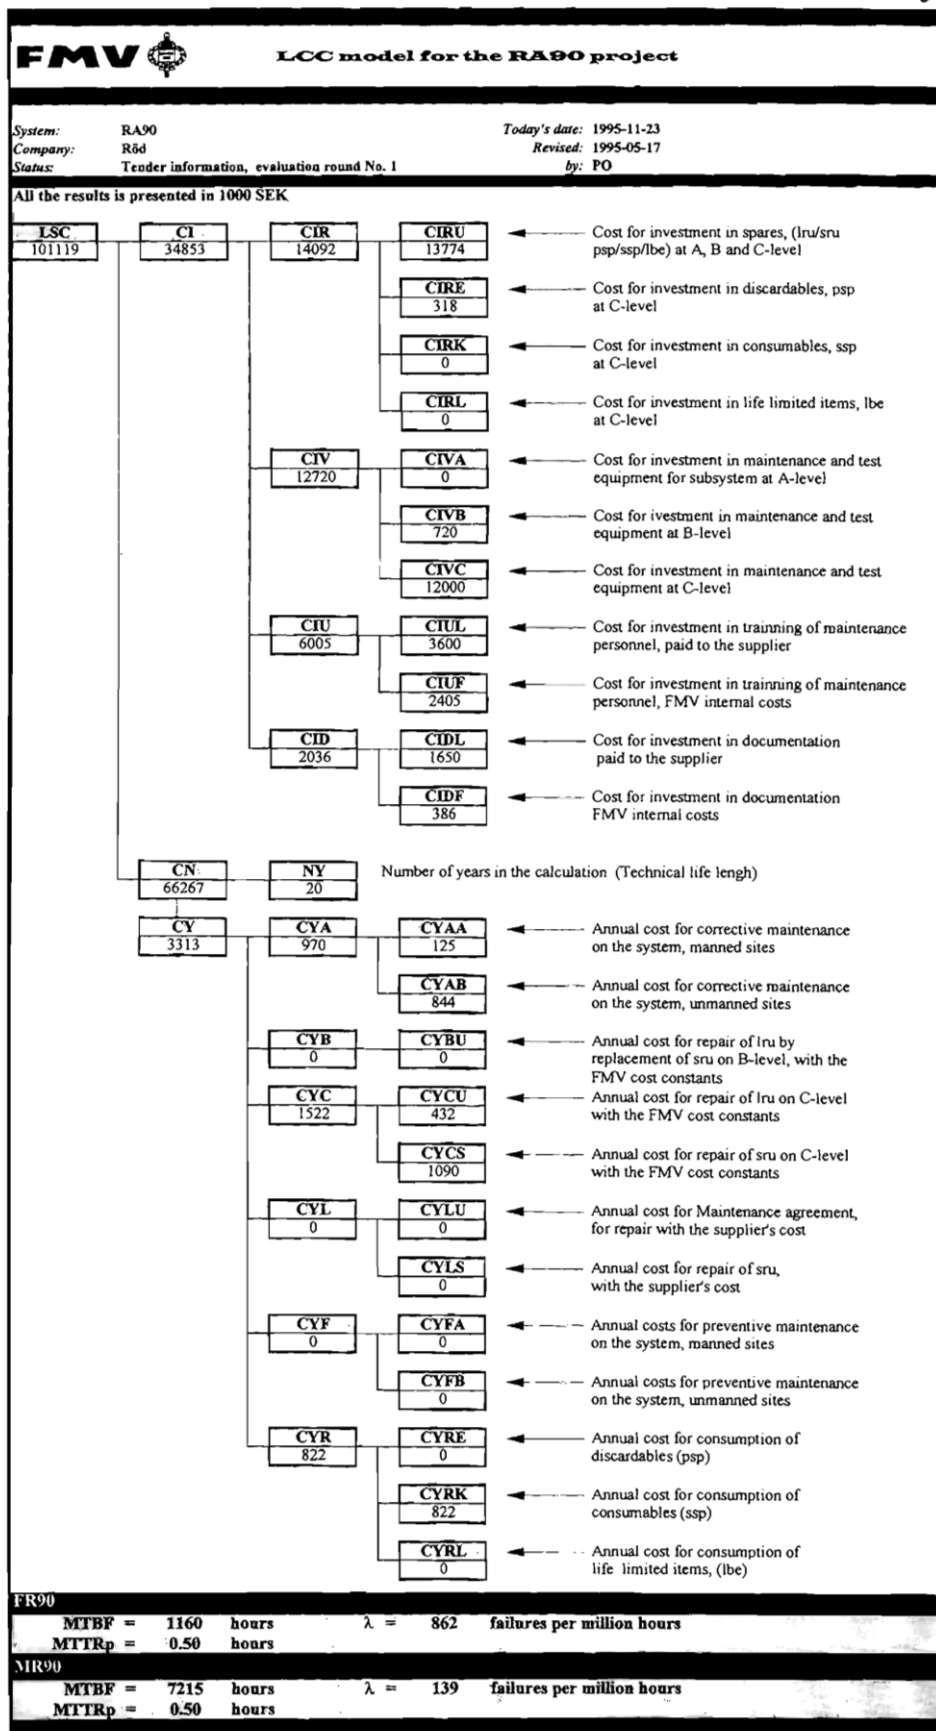 FMV LCC model for the RA90 project
System: RA90 Today's date: 1995-11-23
Company: Röd Revised: 1995-05-17
Status: Tender information, evaluation round No. 1 by: PO
All the results is presented in 1000 SEK
LSC CI CIR CIRU Cost for investment in spares, (lru/sru
101119 34853 14092 13774 psp/ssp/lbe) at A, B and C-level
CIRE Cost for investment in discardables, psp
318 at C-level
CIRK Cost for investment in consumables, ssp
0 at C-level
CIRL Cost for investment in life limited items, lbe
0 at C-level
CIV CIVA Cost for investment in maintenance and test
12720 0 equipment for subsystem at A-level
CIVB Cost for ivestment in maintenance and test
720 equipment at B-level
CIVC Cost for investment in maintenance and test
12000 equipment at C-level
CIU CIUL Cost for investment in trainning of maintenance
6005 3600 personnel, paid to the supplier
CIUF Cost for investment in trainning of maintenance
2405 personnel, FMV internal costs
CID CIDL Cost for investment in documentation
2036 1650 paid to the supplier
CIDF Cost for investment in documentation
386 FMV internal costs
CN NY Number of years in the calculation (Technical life lengh)
66267 20
CY CYA CYAA Annual cost for corrective maintenance
3313 970 125 on the system, manned sites
CYAB Annual cost for corrective maintenance
844 on the system, unmanned sites
CYB CYBU Annual cost for repair of lru by
0 0 replacement of sru on B-level, with the
FMV cost constants
CYC CYCU Annual cost for repair of lru on C-level
1522 432 with the FMV cost constants
CYCS Annual cost for repair of sru on C-level
1090 with the FMV cost constants
CYL CYLU Annual cost for Maintenance agreement,
0 0 for repair with the supplier's cost
CYLS Annual cost for repair of sru,
0 with the supplier's cost
CYF CYFA Annual costs for preventive maintenance
0 0 on the system, manned sites
CYFB Annual costs for preventive maintenance
0 on the system, unmanned sites
CYR CYRE Annual cost for consumption of
822 0 discardables (psp)
CYRK Annual cost for consumption of
822 consumables (ssp)
CYRL Annual cost for consumption of
0 life limited items, (lbe)
FR90
MTBF = 1160 hours λ = 862 failures per million hours
MTTRp = 0.50 hours
MR90
MTBF = 7215 hours λ = 139 failures per million hours
MTTRp = 0.50 hours